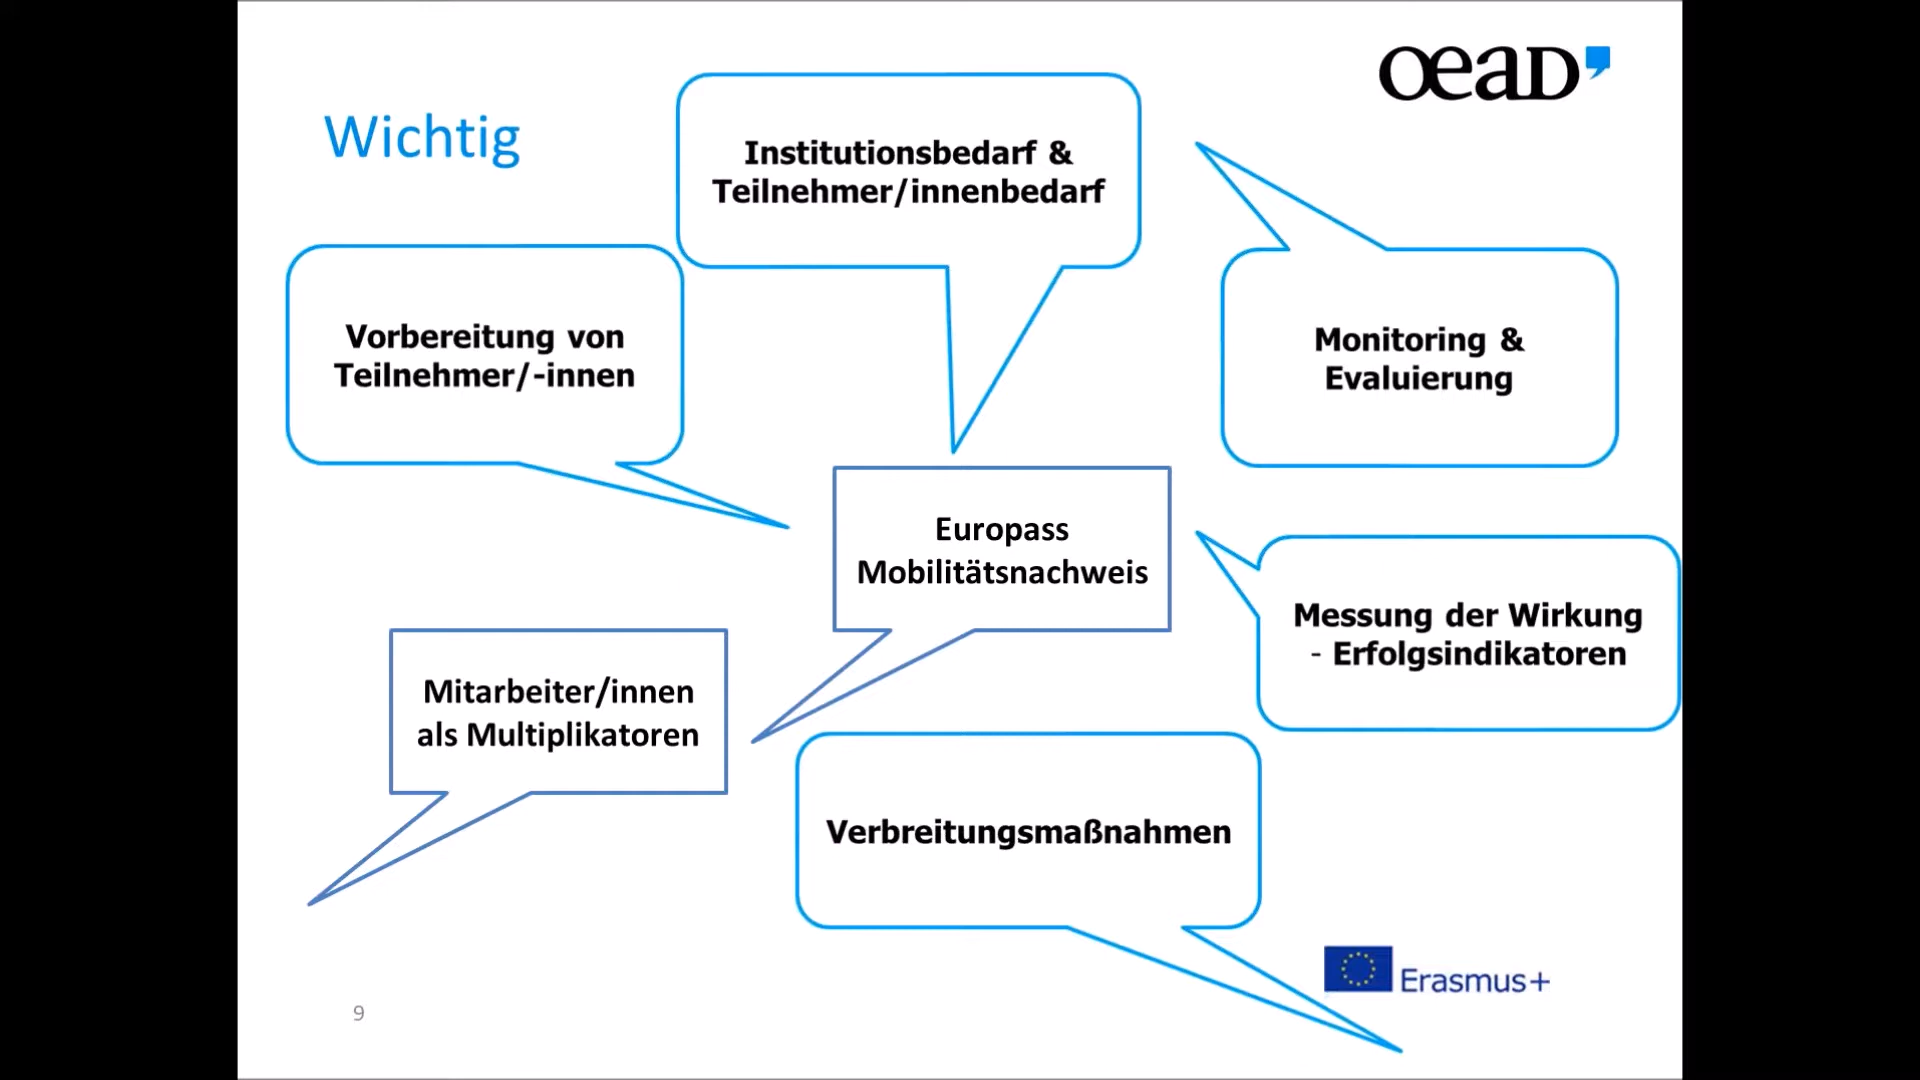 Wichtig
OeAD
Institutionsbedarf &
Teilnehmer/innenbedarf
Vorbereitung von
Teilnehmer/-innen
Monitoring &
Evaluierung
Europass
Mobilitätsnachweis
Messung der Wirkung
- Erfolgsindikatoren
Mitarbeiter/innen
als Multiplikatoren
Verbreitungsmaßnahmen
Erasmus+
9